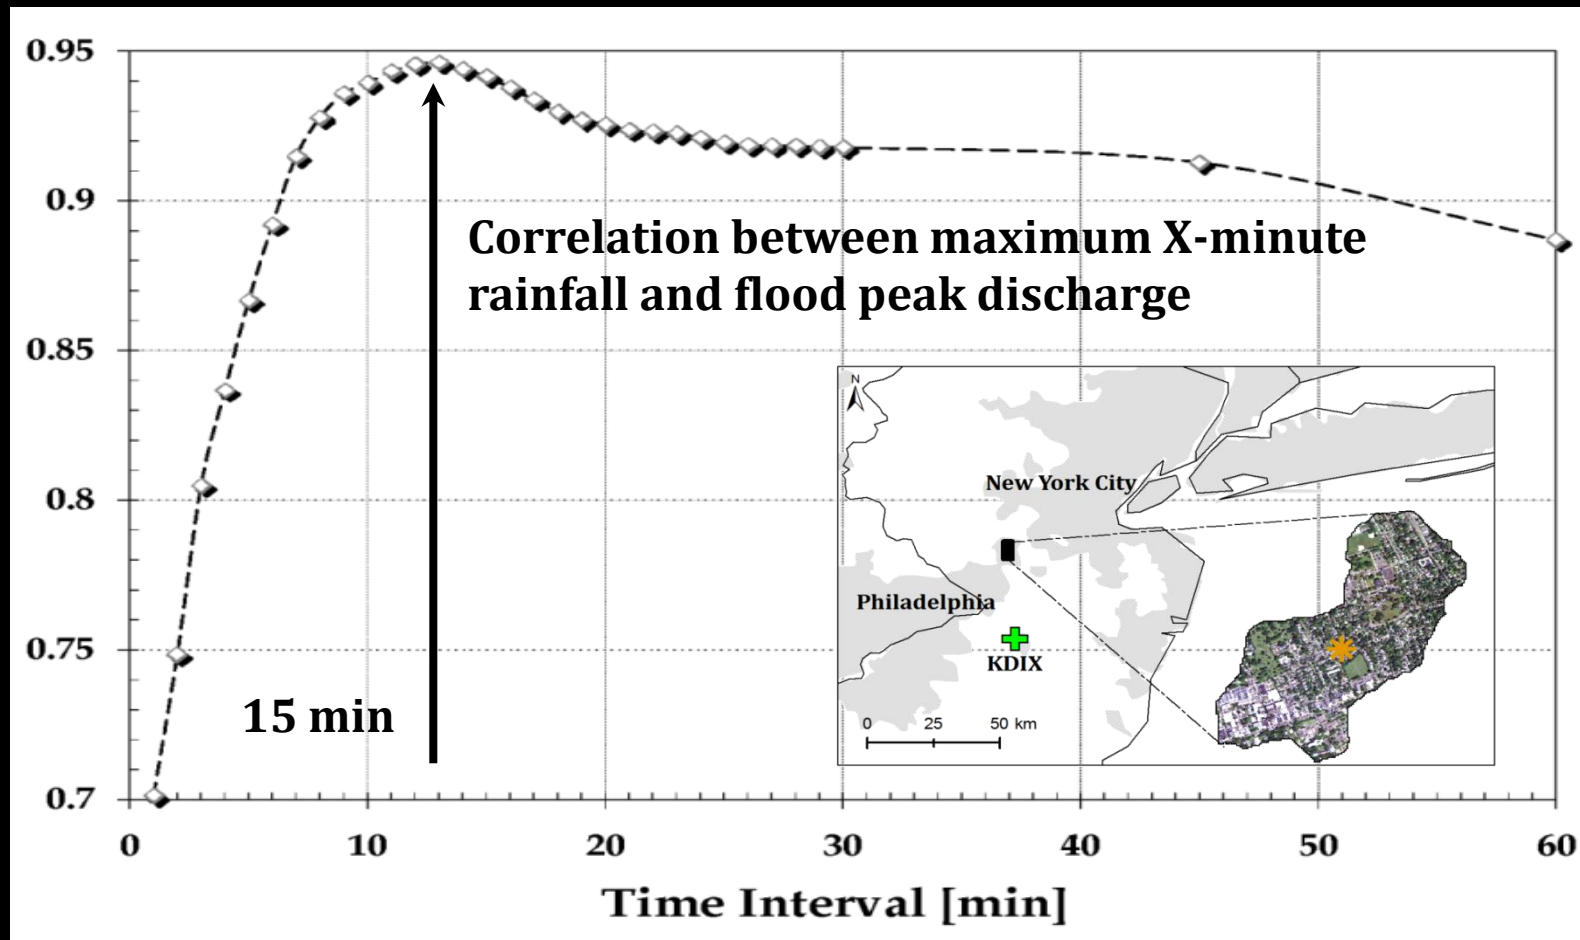 0.95
0.9
0.85
0.8
0.75
0.7
Correlation between maximum X-minute
rainfall and flood peak discharge
15 min
N
New York City
Philadelphia
KDIX
0 25 50 km
0 10 20 30 40 50 60
Time Interval [min]